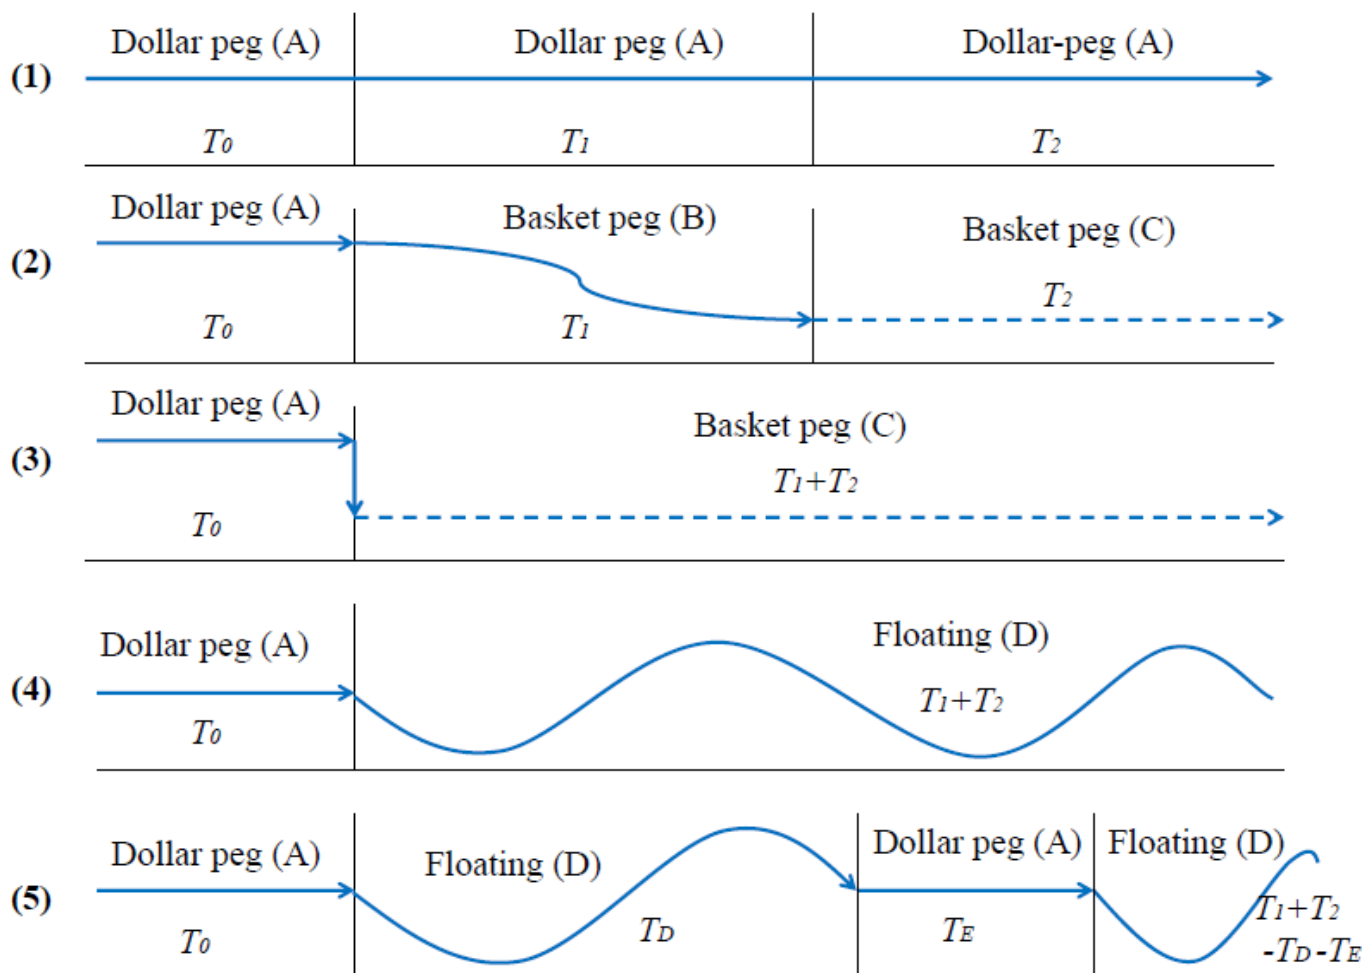 Dollar peg (A) Dollar peg (A) Dollar-peg (A)
(1)
T0 T1 T2
Dollar peg (A) Basket peg (B) Basket peg (C)
(2)
T0 T1 T2
Dollar peg (A) Basket peg (C)
(3)
T0 T1+T2
Dollar peg (A) Floating (D)
(4)
T0 T1+T2
Dollar peg (A) Floating (D) Dollar peg (A) Floating (D)
(5)
T0 TD TE T1+T2
-TD -TE